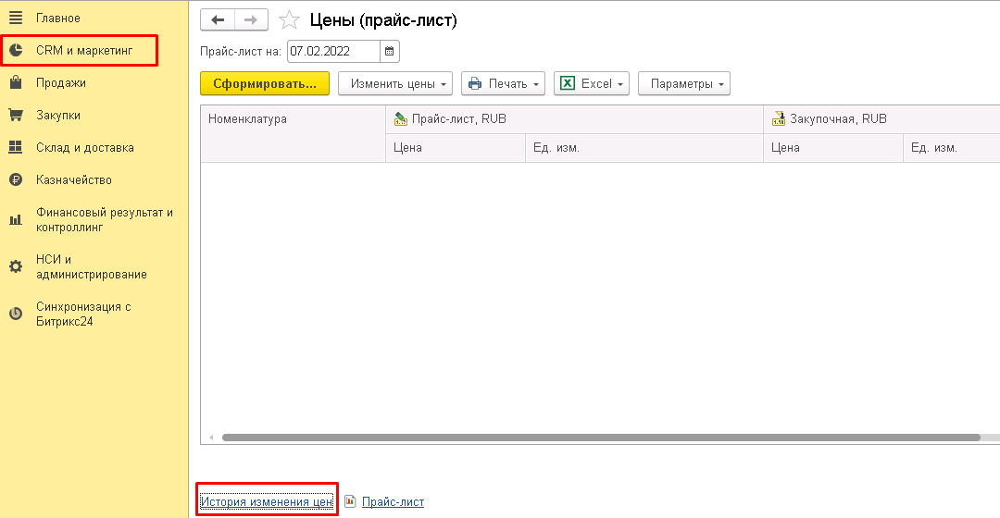 Главное
CRM и маркетинг
Продажи
Закупки
Склад и доставка
Казначейство
Финансовый результат и
контроллинг
НСИ и
администрирование
Синхронизация с
Битрикс24
Цены (прайс-лист)
Прайс-лист на: 07.02.2022
Сформировать... Изменить цены Печать Excel Параметры
Номенклатура Прайс-лист, RUB Закупочная, RUB
Цена Ед. изм. Цена Ед. изм.
История изменения цен Прайс-лист